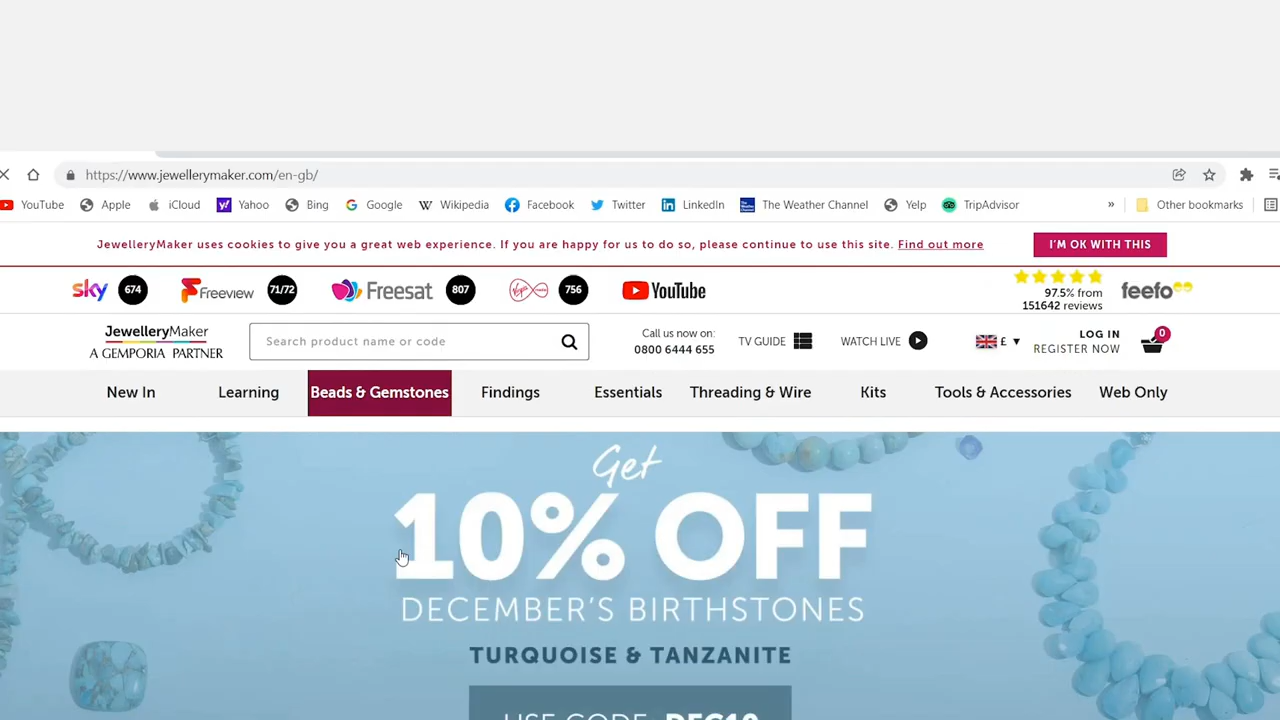 https://www.jewellerymaker.com/en-gb/
YouTube Apple iCloud Yahoo Bing Google Wikipedia Facebook Twitter LinkedIn The Weather Channel Yelp TripAdvisor » Other bookmarks
JewelleryMaker uses cookies to give you a great web experience. If you are happy for us to do so, please continue to use this site. Find out more I'M OK WITH THIS
sky 674 Freeview 71/72 Freesat 807 Virgin 756 YouTube 97.5% from feefo
151642 reviews
JewelleryMaker
A GEMPORIA PARTNER
Search product name or code
Call us now on:
0800 6444 655
TV GUIDE WATCH LIVE £ ▼
LOG IN
REGISTER NOW
0
New In Learning Beads & Gemstones Findings Essentials Threading & Wire Kits Tools & Accessories Web Only
Get
10% OFF
DECEMBER'S BIRTHSTONES
TURQUOISE & TANZANITE
USE CODE: DEC10